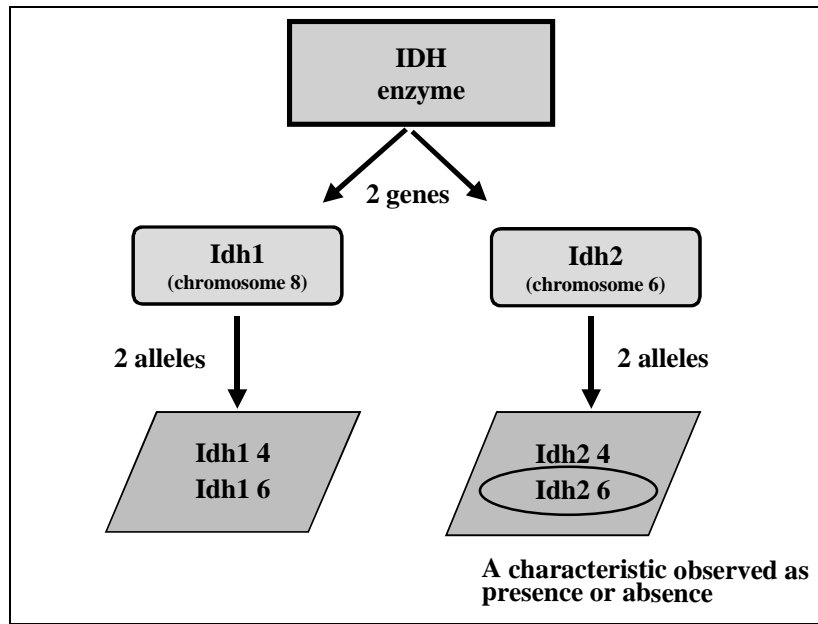 IDH
enzyme
2 genes
Idh1
(chromosome 8)
Idh2
(chromosome 6)
2 alleles
2 alleles
Idh1 4
Idh1 6
Idh2 4
Idh2 6
A characteristic observed as
presence or absence